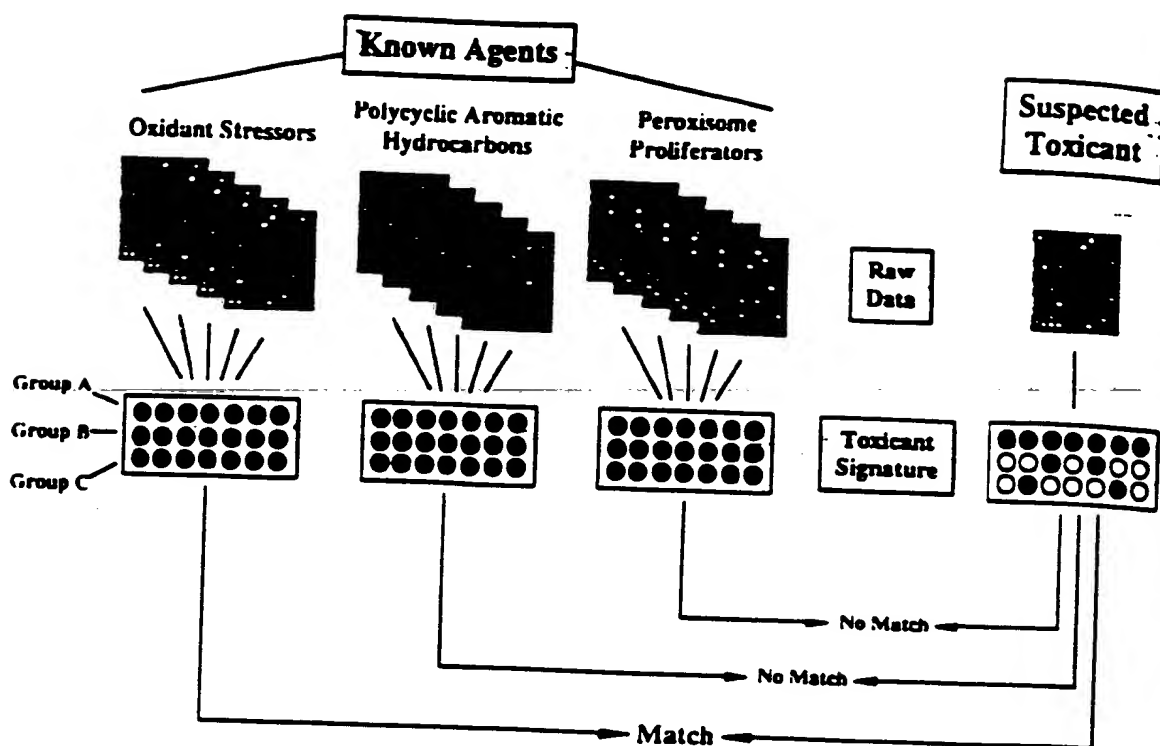 Known Agents
Oxidant Stressors
Polycyclic Aromatic
Hydrocarbons
Peroxisome
Proliferators
Suspected
Toxicant
Raw
Data
Group A
Group B
Group C
Toxicant
Signature
No Match
No Match
Match